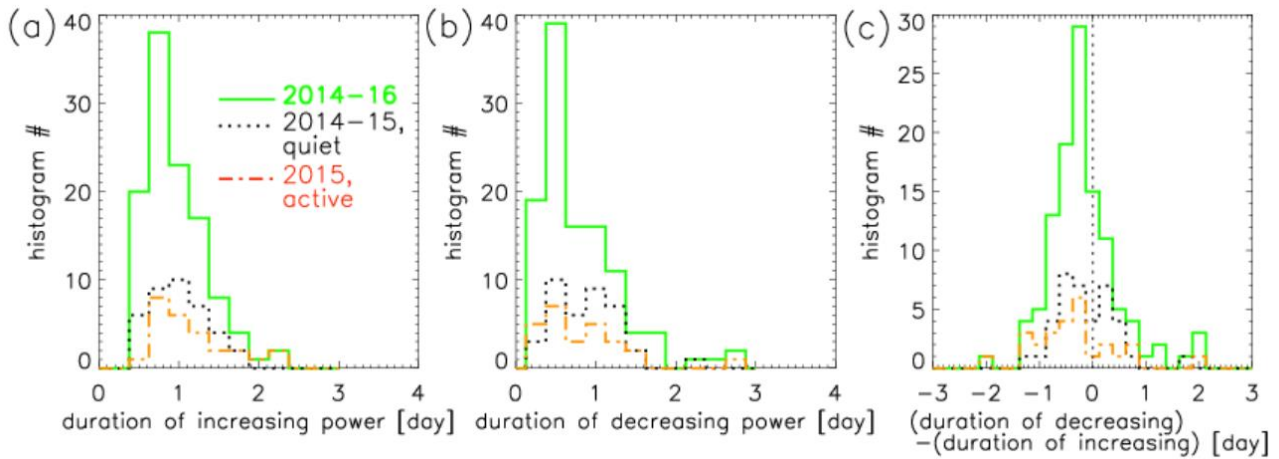 (a)
40
30
20
10
0
0 1 2 3 4
histogram #
duration of increasing power [day]
2014-16
2014-15,
quiet
2015,
active
(b)
40
30
20
10
0
0 1 2 3 4
histogram #
duration of decreasing power [day]
(c)
30
25
20
15
10
5
0
-3 -2 -1 0 1 2 3
histogram #
(duration of decreasing)
-(duration of increasing) [day]